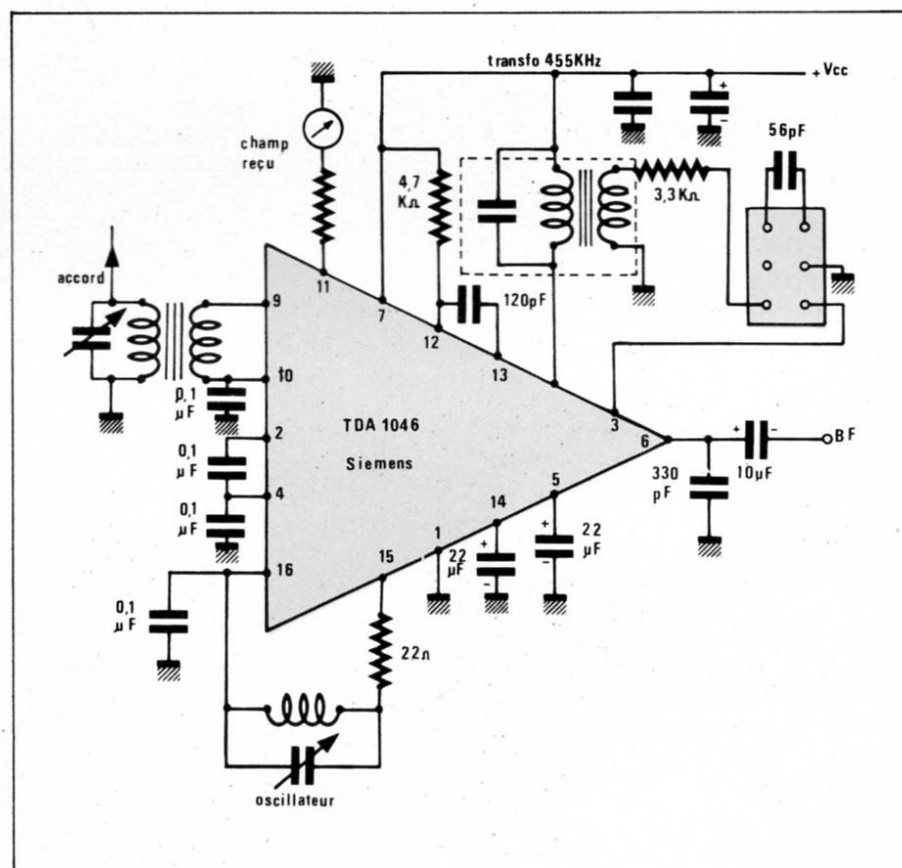 transfo 455KHz
+ Vcc
+
−
56pF
champ
reçu
4,7
KΩ
3,3KΩ
accord
11
7
120pF
9
12
13
10
0,1
µF
3
2
TDA 1046
6
+ −
BF
0,1
µF
Siemens
330
pF
10µF
4
5
14
0,1
µF
1
+
22
µF
−
+
22
µF
−
16
15
0,1
µF
22Ω
oscillateur